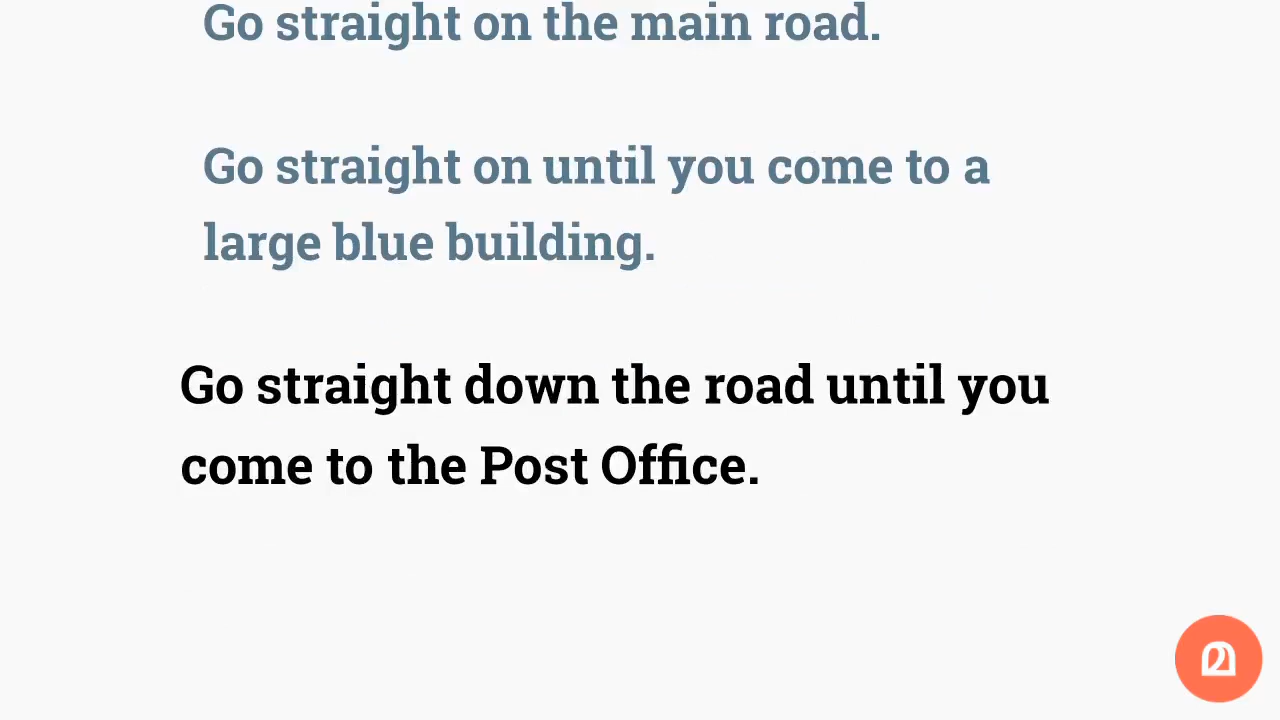 Go straight on the main road.
Go straight on until you come to a
large blue building.
Go straight down the road until you
come to the Post Office.